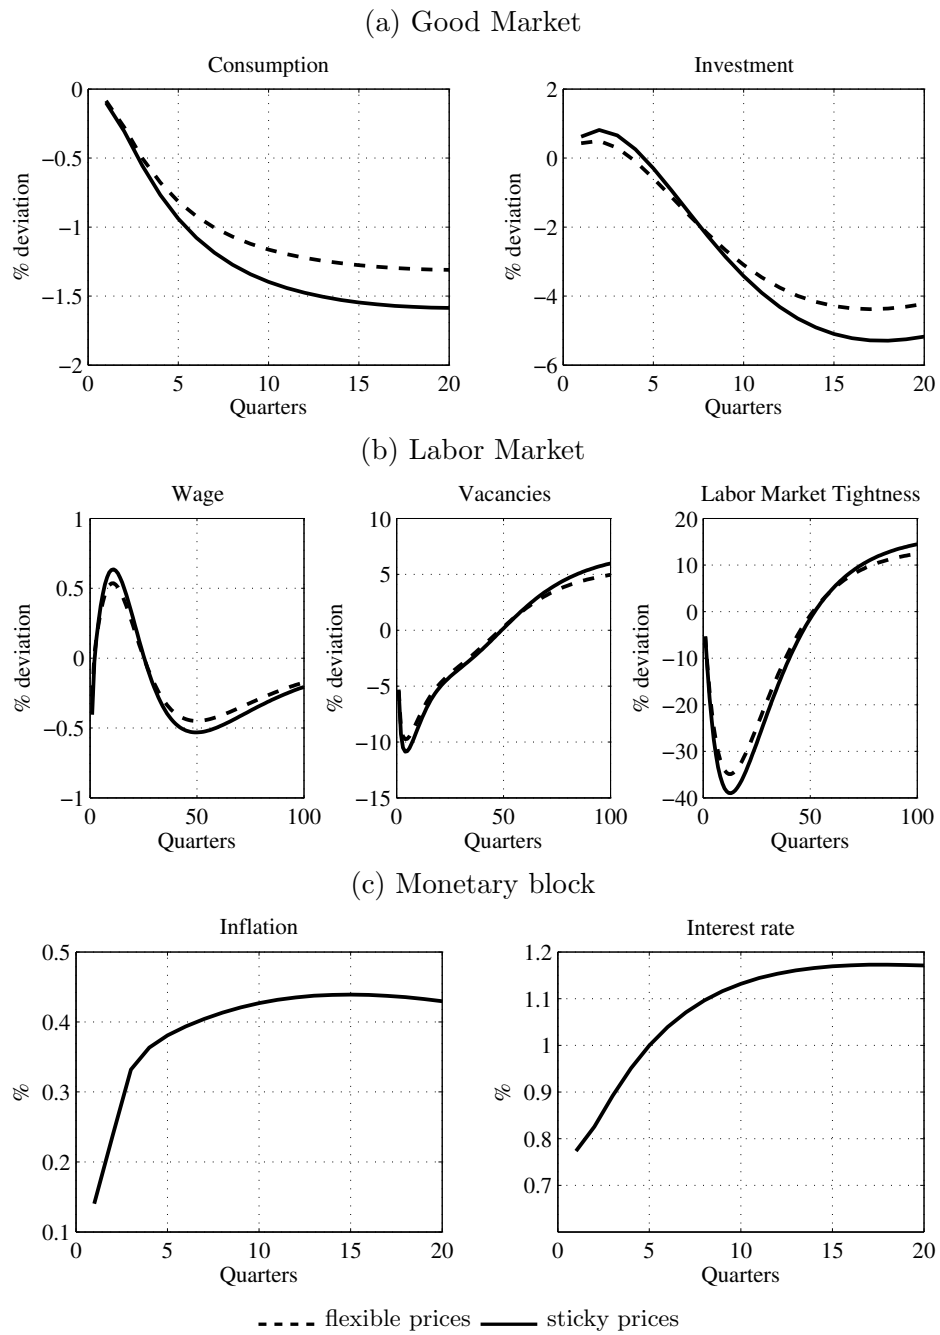 (a) Good Market
Consumption
Investment
0
−0.5
−1
−1.5
−2
% deviation
0 5 10 15 20
Quarters
2
0
−2
−4
−6
% deviation
0 5 10 15 20
Quarters
(b) Labor Market
Wage
Vacancies
Labor Market Tightness
1
0.5
0
−0.5
−1
% deviation
0 50 100
Quarters
10
5
0
−5
−10
−15
% deviation
0 50 100
Quarters
20
10
0
−10
−20
−30
−40
% deviation
0 50 100
Quarters
(c) Monetary block
Inflation
Interest rate
0.5
0.4
0.3
0.2
0.1
%
0 5 10 15 20
Quarters
1.2
1.1
1
0.9
0.8
0.7
%
0 5 10 15 20
Quarters
flexible prices sticky prices